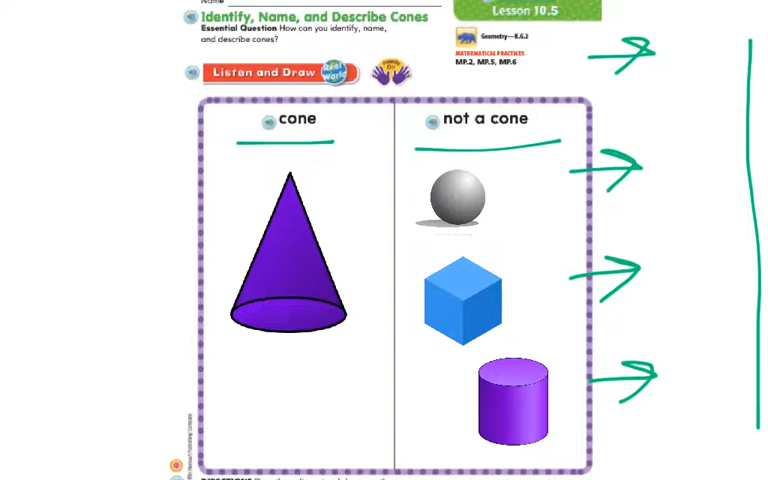 Name
Lesson 10.5
Identify, Name, and Describe Cones
Essential Question How can you identify, name,
and describe cones?
Geometry—K.G.2
MATHEMATICAL PRACTICES
MP.2, MP.5, MP.6
Listen and Draw
Real World
Hands On
cone
not a cone